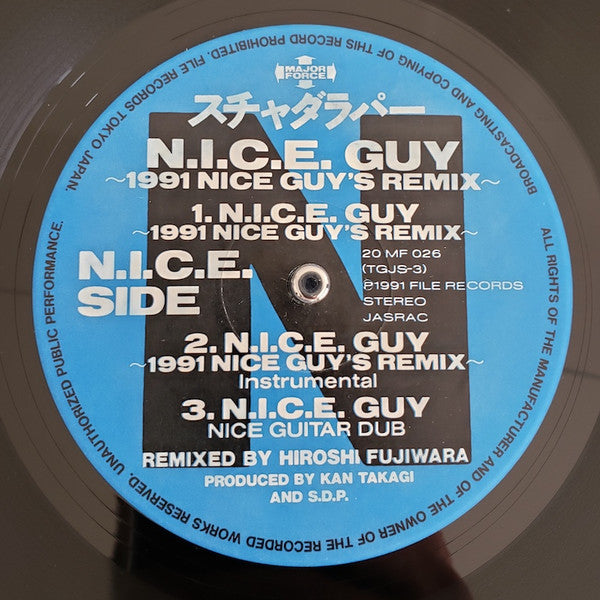 MAJOR
FORCE
スチャダラパー
N.I.C.E. GUY
~1991 NICE GUY'S REMIX~
1. N.I.C.E. GUY
~1991 NICE GUY'S REMIX~
N.I.C.E.
SIDE
20 MF 026
(TGJS-3)
℗1991 FILE RECORDS
STEREO
JASRAC
2. N.I.C.E. GUY
~1991 NICE GUY'S REMIX~
Instrumental
3. N.I.C.E. GUY
NICE GUITAR DUB
REMIXED BY HIROSHI FUJIWARA
PRODUCED BY KAN TAKAGI
AND S.D.P.
ALL RIGHTS OF THE MANUFACTURER AND OF THE OWNER OF THE RECORDED WORKS RESERVED. UNAUTHORIZED PUBLIC PERFORMANCE. BROADCASTING AND COPYING OF THIS RECORD PROHIBITED. FILE RECORDS TOKYO JAPAN.